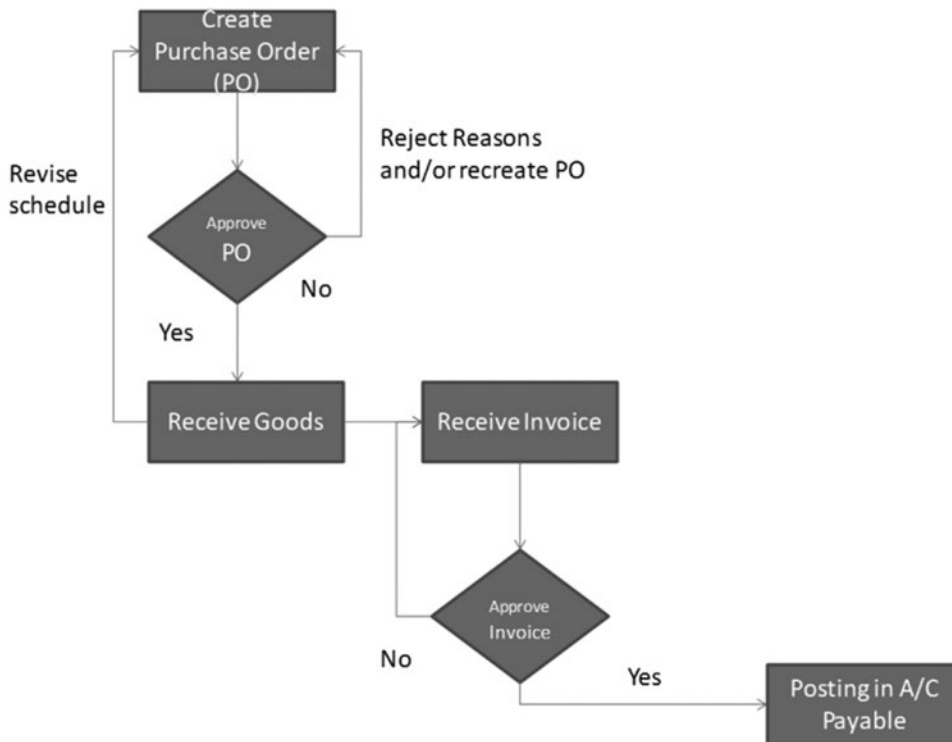 Create
Purchase Order
(PO)
Reject Reasons
and/or recreate PO
Revise
schedule
Approve
PO
No
Yes
Receive Goods
Receive Invoice
Approve
Invoice
No
Yes
Posting in A/C
Payable